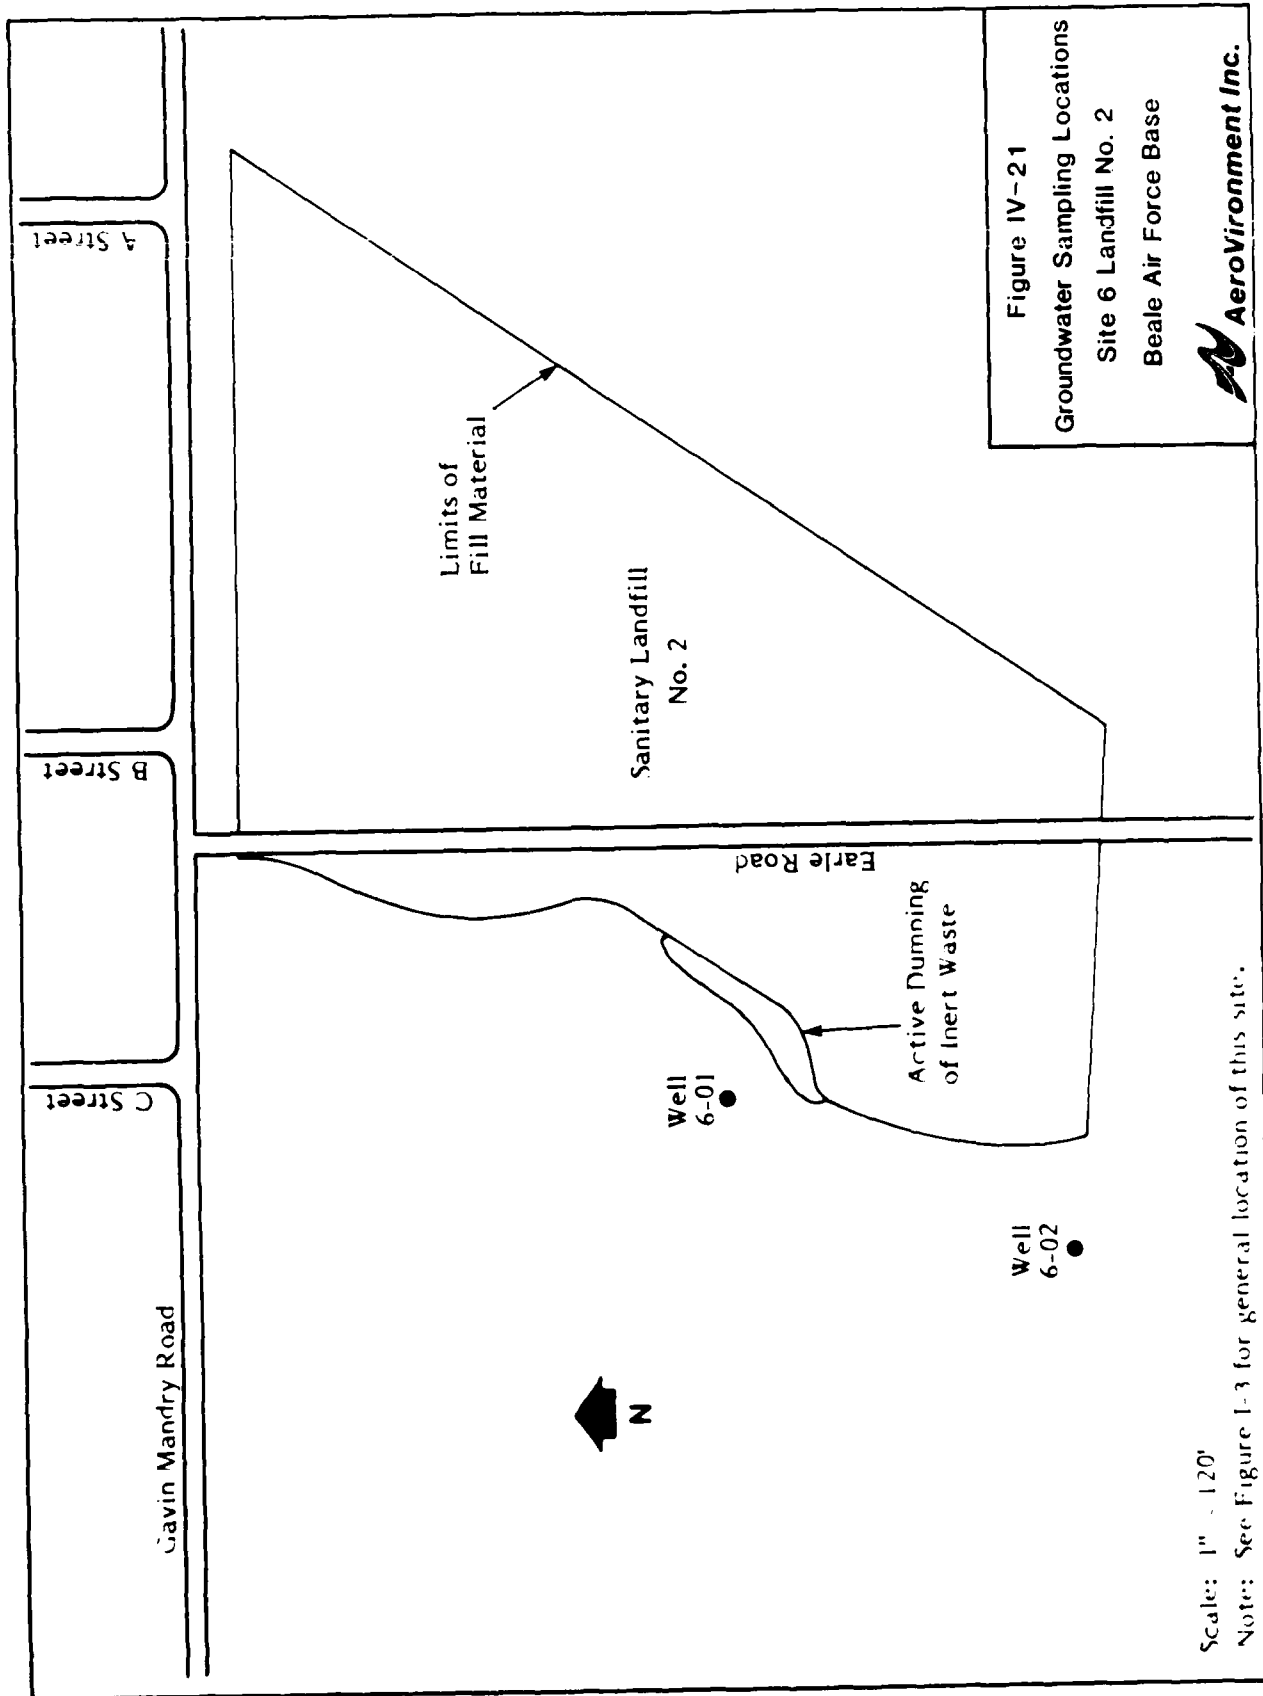 Gavin Mandry Road
C Street
B Street
A Street
Limits of
Fill Material
Sanitary Landfill
No. 2
Earle Road
Well
6-01
Active Dumning
of Inert Waste
Well
6-02
N
Scale: 1" - 120'
Note: See Figure I-3 for general location of this site.
Figure IV-21
Groundwater Sampling Locations
Site 6 Landfill No. 2
Beale Air Force Base
AeroVironment Inc.